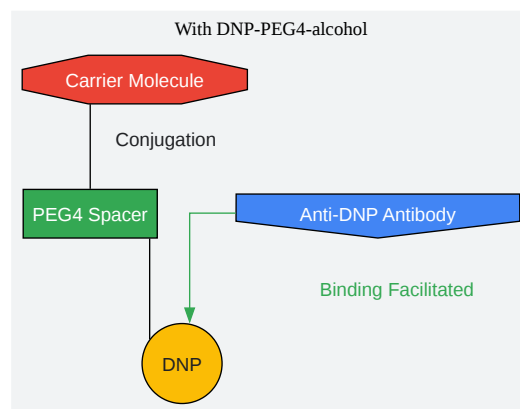 With DNP-PEG4-alcohol
Carrier Molecule
Conjugation
PEG4 Spacer
Anti-DNP Antibody
Binding Facilitated
DNP